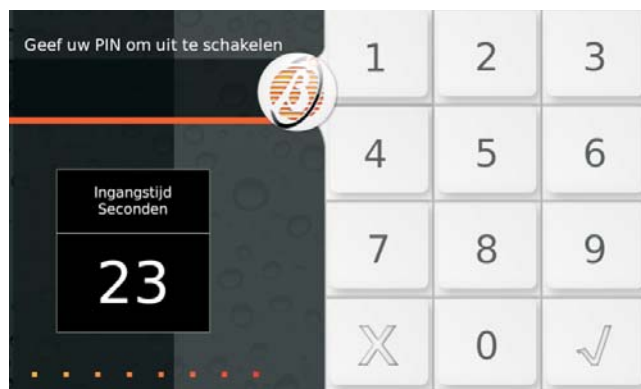 Geef uw PIN om uit te schakelen
1 2 3
4 5 6
Ingangstijd
Seconden
23
7 8 9
X 0 √